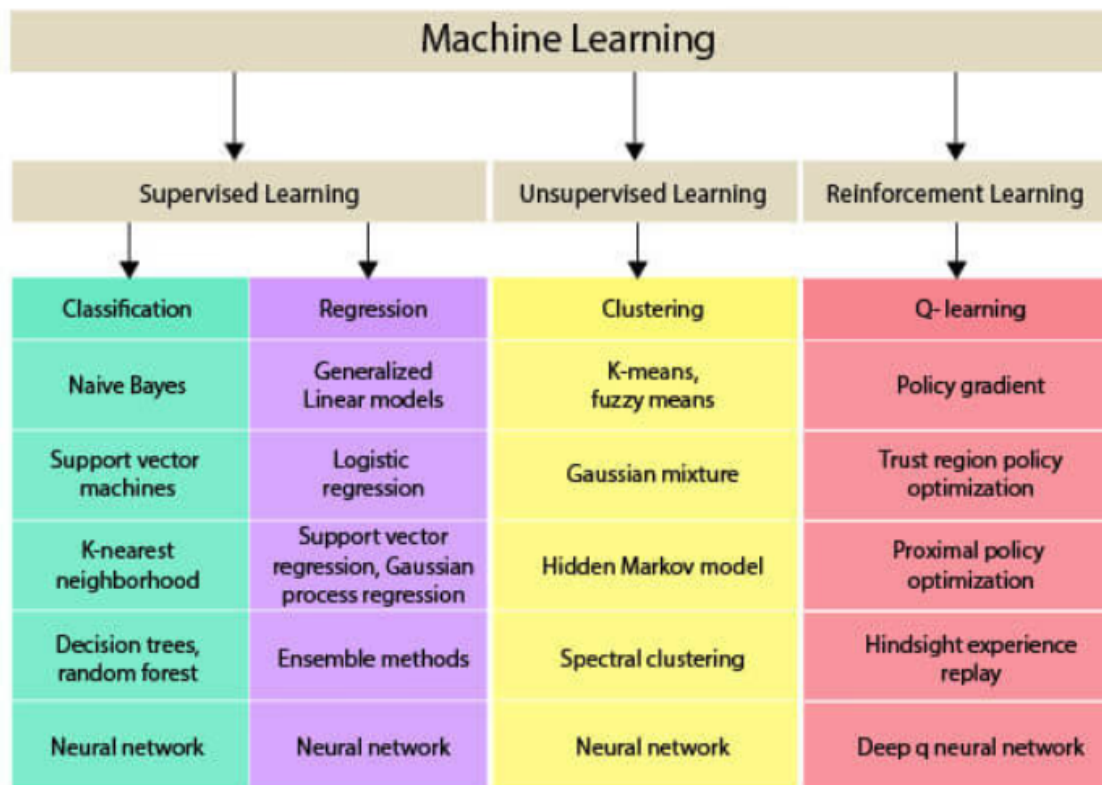 Machine Learning
Supervised Learning
Unsupervised Learning
Reinforcement Learning
Classification
Regression
Clustering
Q- learning
Naive Bayes
Generalized
Linear models
K-means,
fuzzy means
Policy gradient
Support vector
machines
Logistic
regression
Gaussian mixture
Trust region policy
optimization
K-nearest
neighborhood
Support vector
regression, Gaussian
process regression
Hidden Markov model
Proximal policy
optimization
Decision trees,
random forest
Ensemble methods
Spectral clustering
Hindsight experience
replay
Neural network
Neural network
Neural network
Deep q neural network